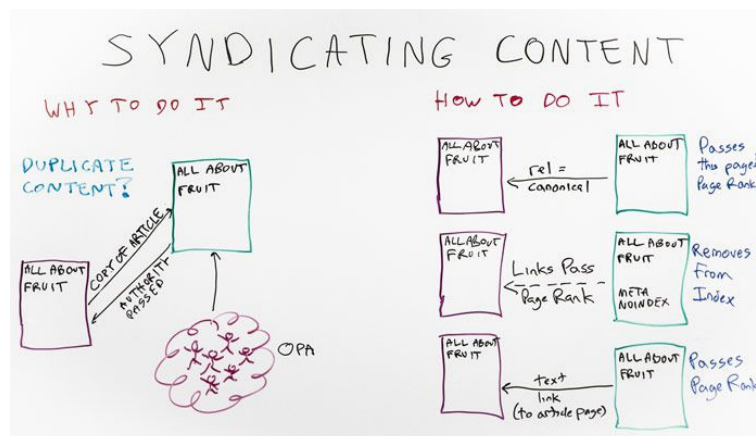 SYNDICATING CONTENT
WHY TO DO IT
DUPLICATE
CONTENT?
ALL ABOUT
FRUIT
COPY OF ARTICLE
AUTHORITY
PASSED
ALL ABOUT
FRUIT
OPA
HOW TO DO IT
ALL ABOUT
FRUIT
rel =
canonical
ALL ABOUT
FRUIT
Passes
this pages
Page Rank
ALL ABOUT
FRUIT
Links Pass
Page Rank
ALL ABOUT
FRUIT
META
NOINDEX
Removes
From
Index
ALL ABOUT
FRUIT
text
link
(to article page)
ALL ABOUT
FRUIT
Passes
Page Rank